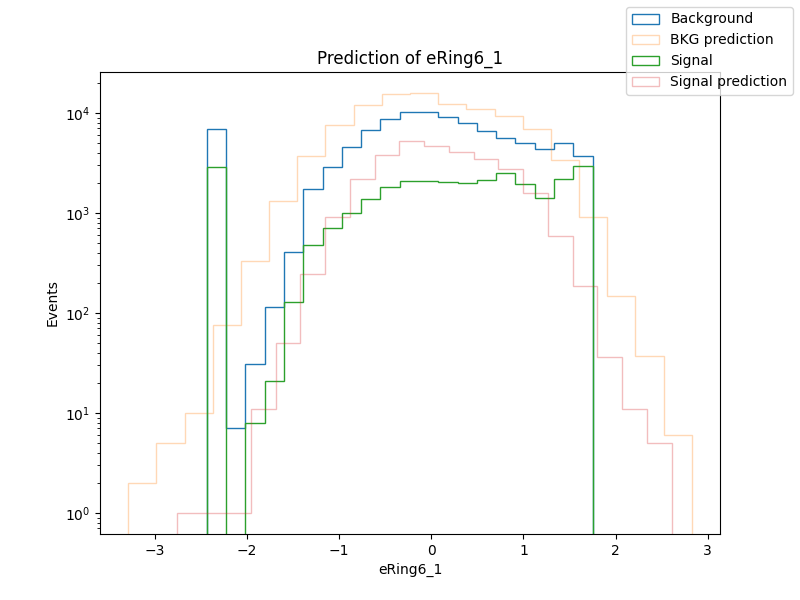 Prediction of eRing6_1
Background
BKG prediction
Signal
Signal prediction
Events
10^4
10^3
10^2
10^1
10^0
−3
−2
−1
0
1
2
3
eRing6_1